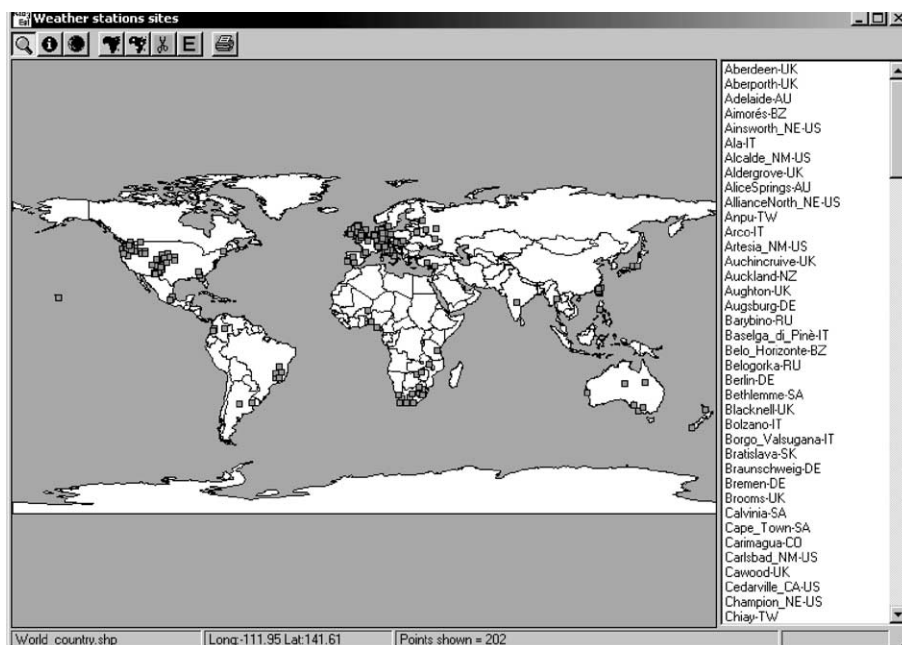 Weather stations sites
E
Aberdeen-UK
Aberporth-UK
Adelaide-AU
Aimorés-BZ
Ainsworth_NE-US
Ala-IT
Alcalde_NM-US
Aldergrove-UK
AliceSprings-AU
AllianceNorth_NE-US
Anpu-TW
Arco-IT
Artesia_NM-US
Auchincruive-UK
Auckland-NZ
Aughton-UK
Augsburg-DE
Barybino-RU
Baselga_di_Pinè-IT
Belo_Horizonte-BZ
Belogorka-RU
Berlin-DE
Bethlemme-SA
Blacknell-UK
Bolzano-IT
Borgo_Valsugana-IT
Bratislava-SK
Braunschweig-DE
Bremen-DE
Brooms-UK
Calvinia-SA
Cape_Town-SA
Carimagua-CO
Carlsbad_NM-US
Cawood-UK
Cedarville_CA-US
Champion_NE-US
Chiay-TW
World_country.shp
Long:-111.95 Lat:141.61
Points shown = 202